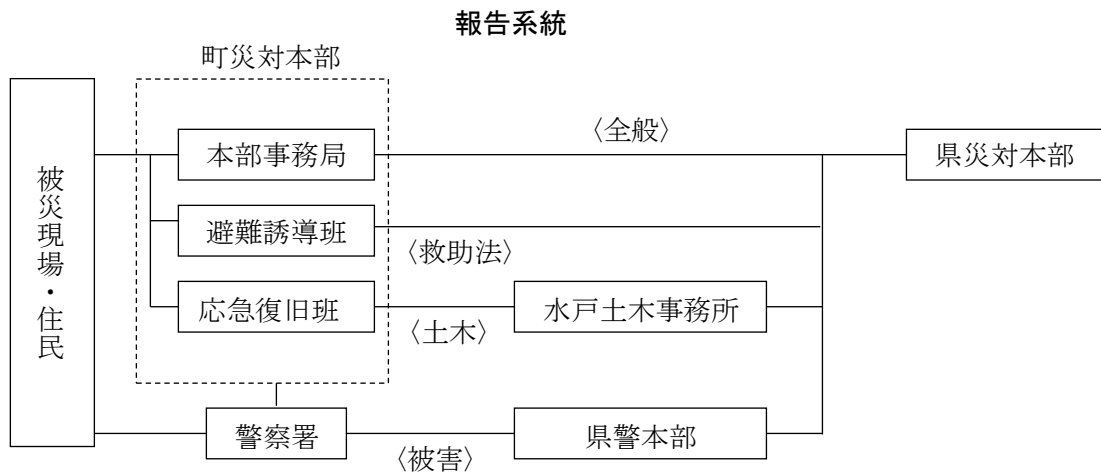 報告系統
町災対本部
〈全般〉
本部事務局
県災対本部
被災現場・住民
避難誘導班
〈救助法〉
応急復旧班
〈土木〉
水戸土木事務所
警察署
〈被害〉
県警本部